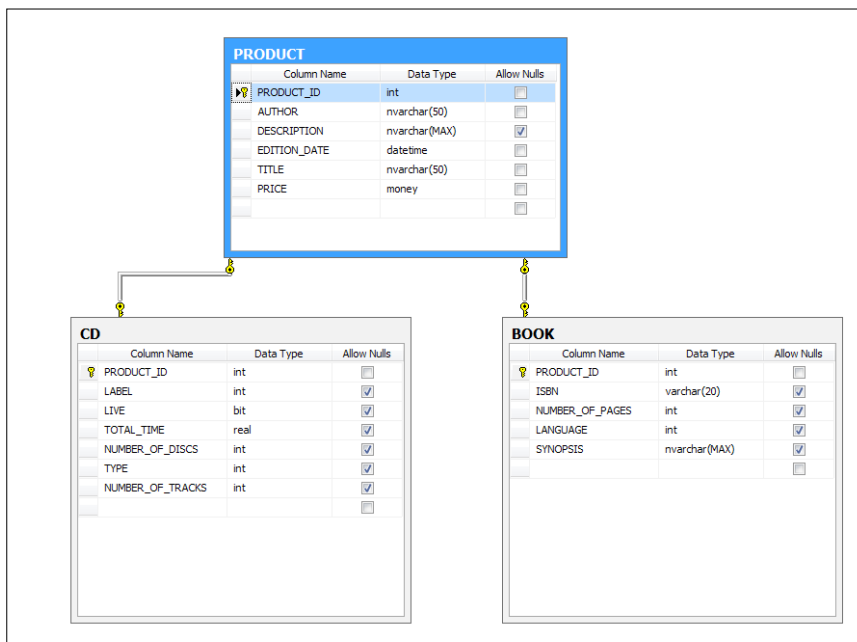 PRODUCT
Column Name Data Type Allow Nulls
PRODUCT_ID int
AUTHOR nvarchar(50)
DESCRIPTION nvarchar(MAX)
EDITION_DATE datetime
TITLE nvarchar(50)
PRICE money
CD
Column Name Data Type Allow Nulls
PRODUCT_ID int
LABEL int
LIVE bit
TOTAL_TIME real
NUMBER_OF_DISCS int
TYPE int
NUMBER_OF_TRACKS int
BOOK
Column Name Data Type Allow Nulls
PRODUCT_ID int
ISBN varchar(20)
NUMBER_OF_PAGES int
LANGUAGE int
SYNOPSIS nvarchar(MAX)